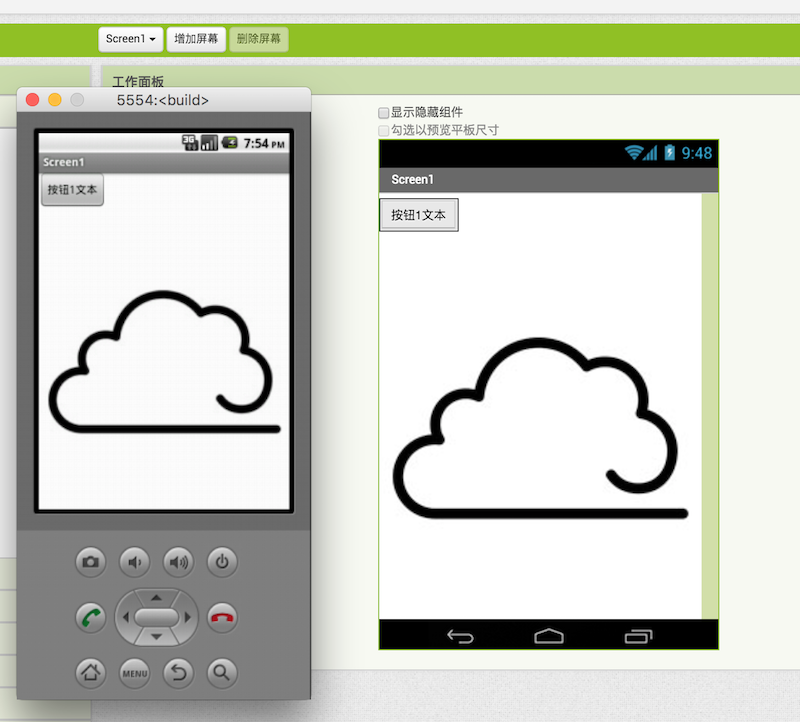 Screen1 增加屏幕 删除屏幕
工作面板
5554:<build>
3G 7:54 PM
Screen1
按钮1文本
MENU
显示隐藏组件
勾选以预览平板尺寸
9:48
Screen1
按钮1文本